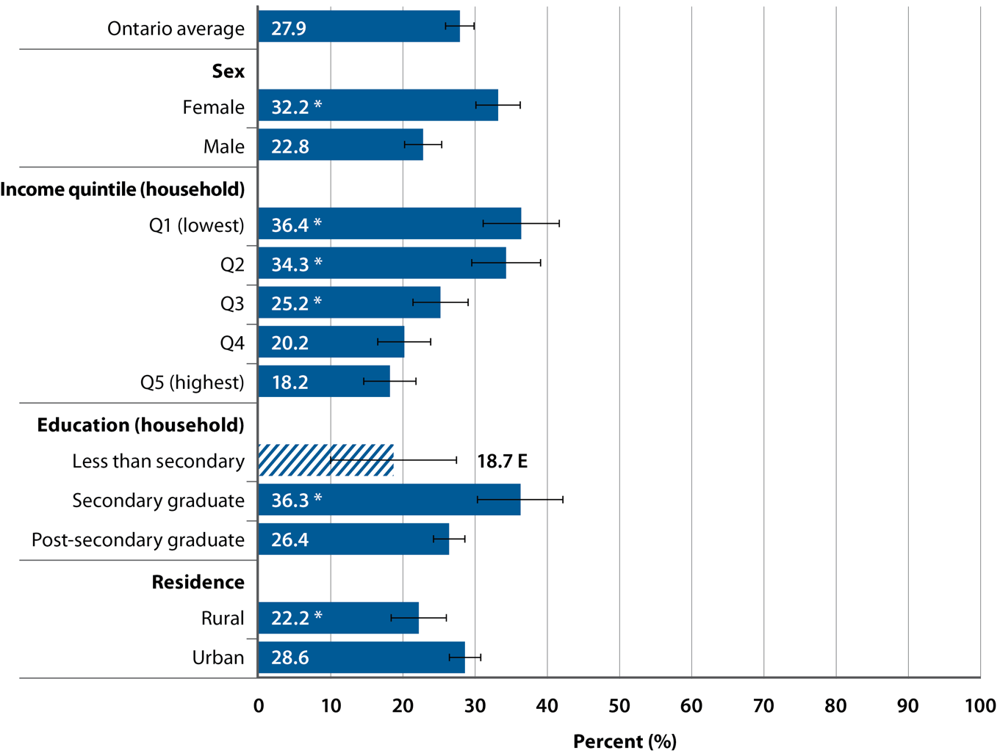 Ontario average 27.9
Sex
Female 32.2 *
Male 22.8
Income quintile (household)
Q1 (lowest) 36.4 *
Q2 34.3 *
Q3 25.2 *
Q4 20.2
Q5 (highest) 18.2
Education (household)
Less than secondary 18.7 E
Secondary graduate 36.3 *
Post-secondary graduate 26.4
Residence
Rural 22.2 *
Urban 28.6
0 10 20 30 40 50 60 70 80 90 100
Percent (%)